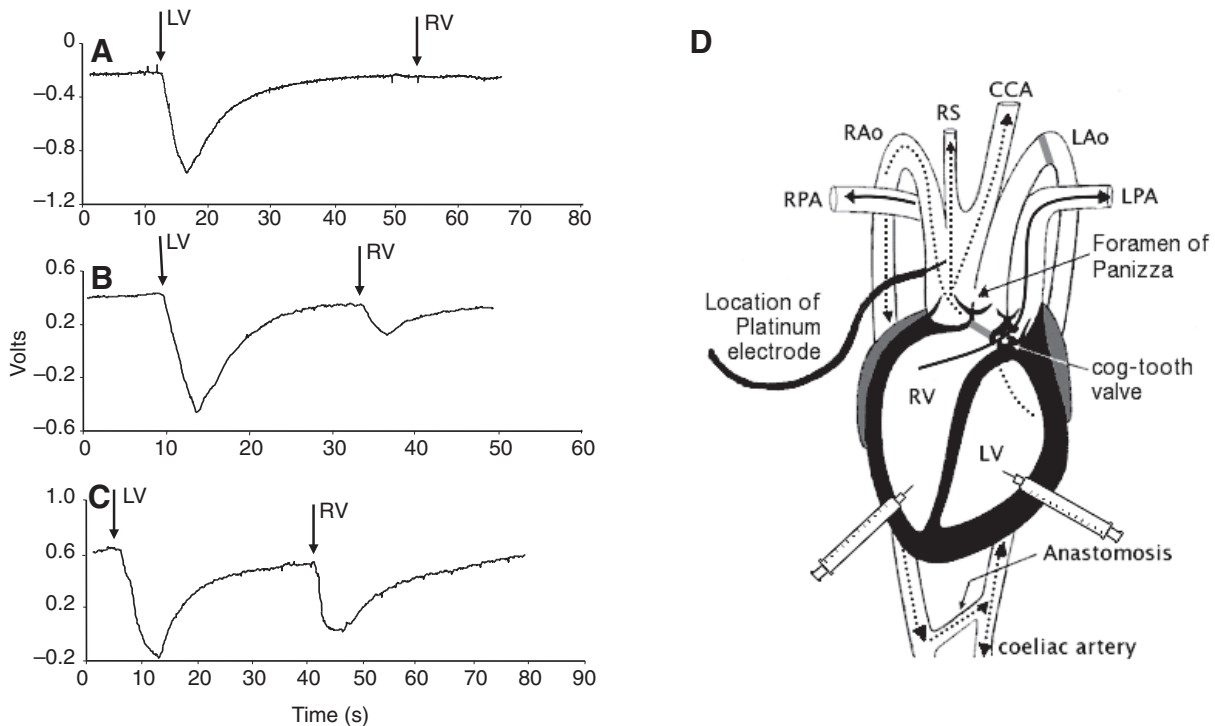 A
LV
RV
0
–0.4
–0.8
–1.2
0 10 20 30 40 50 60 70 80
B
LV
RV
0.6
0.2
–0.2
–0.6
0 10 20 30 40 50 60
Volts
C
LV
RV
1.0
0.6
0.2
–0.2
0 10 20 30 40 50 60 70 80 90
Time (s)
D
CCA
RS
RAo
LAo
RPA
LPA
Foramen of
Panizza
Location of
Platinum
electrode
cog-tooth
valve
RV
LV
Anastomosis
coeliac artery